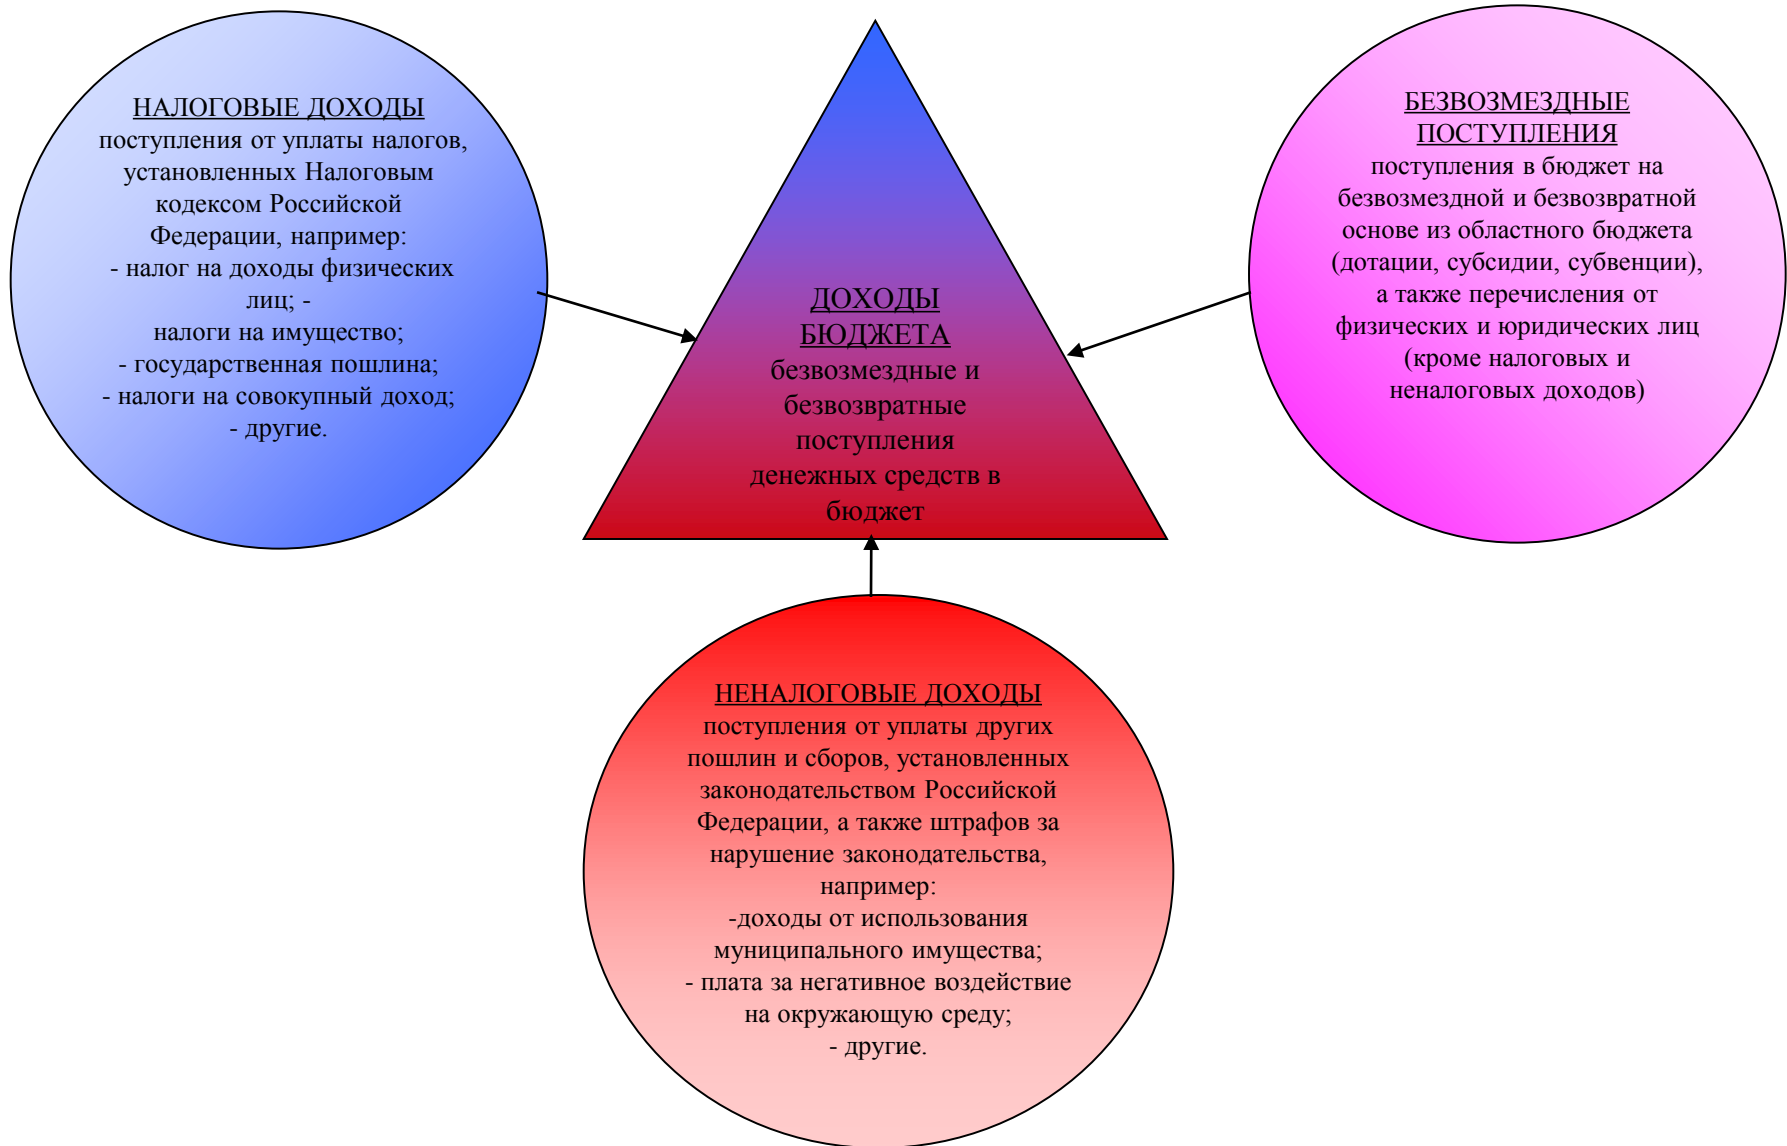 НАЛОГОВЫЕ ДОХОДЫ
поступления от уплаты налогов,
установленных Налоговым
кодексом Российской
Федерации, например:
- налог на доходы физических
лиц; -
налоги на имущество;
- государственная пошлина;
- налоги на совокупный доход;
- другие.
ДОХОДЫ
БЮДЖЕТА
безвозмездные и
безвозвратные
поступления
денежных средств в
бюджет
БЕЗВОЗМЕЗДНЫЕ
ПОСТУПЛЕНИЯ
поступления в бюджет на
безвозмездной и безвозвратной
основе из областного бюджета
(дотации, субсидии, субвенции),
а также перечисления от
физических и юридических лиц
(кроме налоговых и
неналоговых доходов)
НЕНАЛОГОВЫЕ ДОХОДЫ
поступления от уплаты других
пошлин и сборов, установленных
законодательством Российской
Федерации, а также штрафов за
нарушение законодательства,
например:
-доходы от использования
муниципального имущества;
- плата за негативное воздействие
на окружающую среду;
- другие.